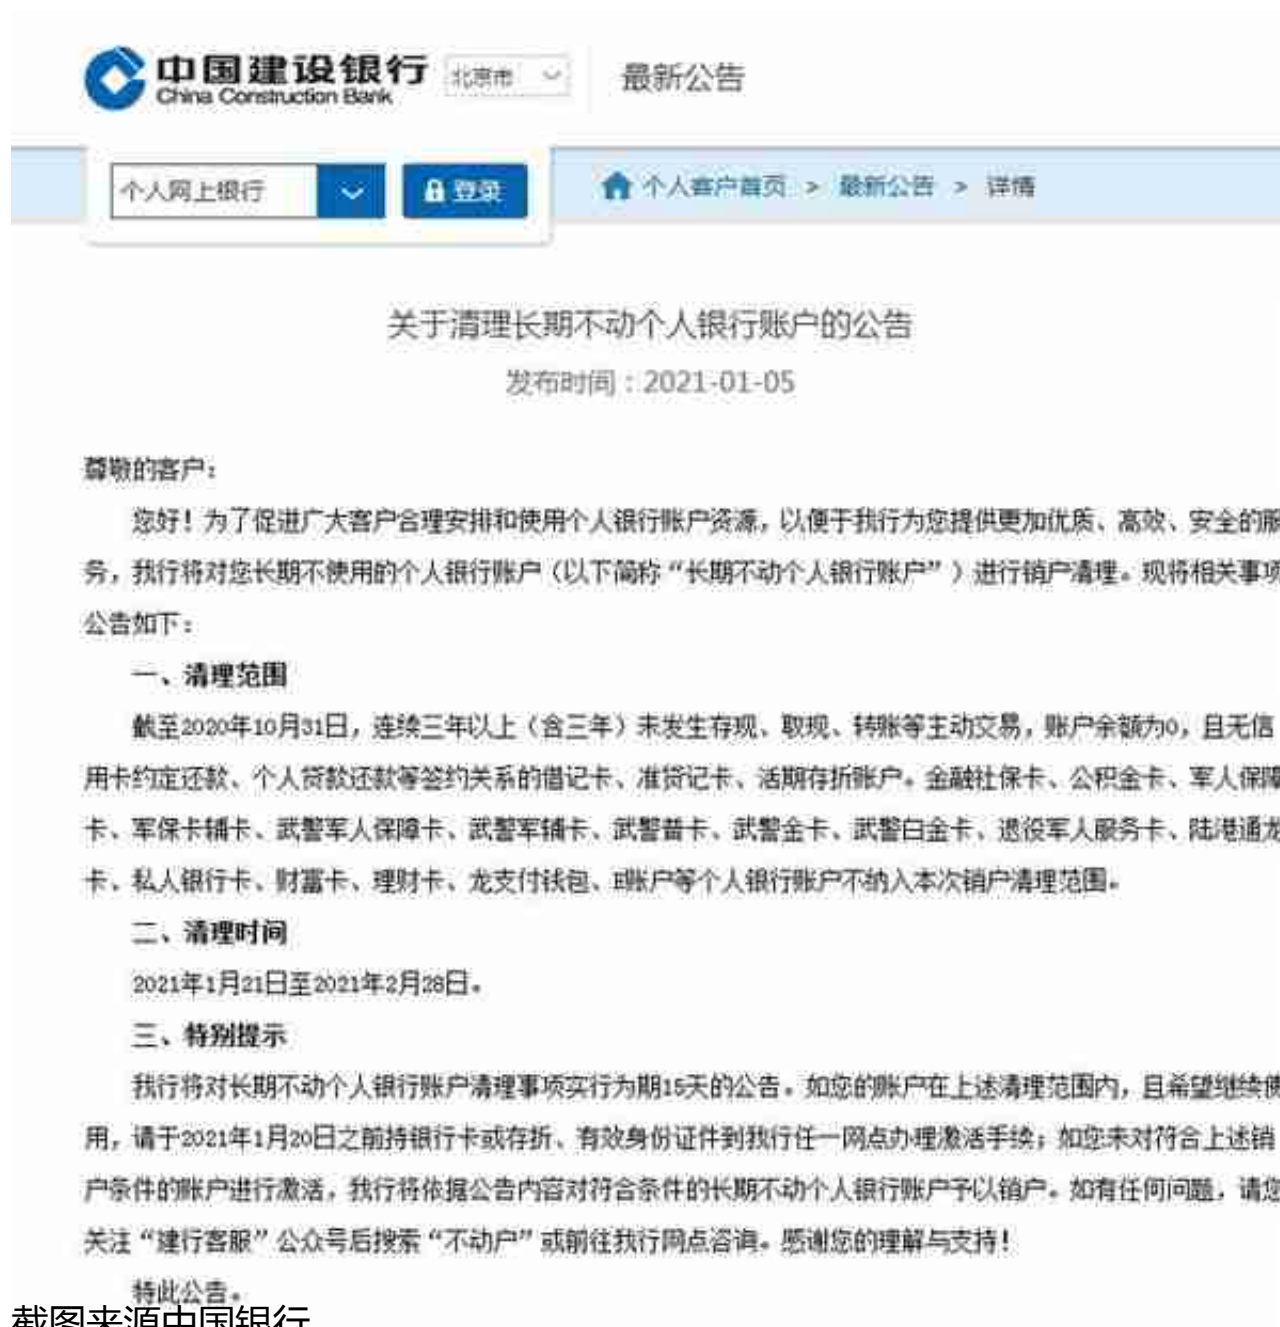 中国建设银行
China Construction Bank
北京市
最新公告
个人网上银行
登录
个人客户首页 > 最新公告 > 详情
关于清理长期不动个人银行账户的公告
发布时间：2021-01-05
尊敬的客户：
您好！为了促进广大客户合理安排和使用个人银行账户资源，以便于我行为您提供更加优质、高效、安全的服
务，我行将对您长期不使用的个人银行账户（以下简称“长期不动个人银行账户”）进行销户清理。现将相关事项
公告如下：
一、清理范围
截至2020年10月31日，连续三年以上（含三年）未发生存现、取现、转账等主动交易，账户余额为0，且无信
用卡约定还款、个人贷款还款等签约关系的借记卡、准贷记卡、活期存折账户。金融社保卡、公积金卡、军人保障
卡、军保卡辅卡、武警军人保障卡、武警军辅卡、武警普卡、武警金卡、武警白金卡、退役军人服务卡、陆港通龙
卡、私人银行卡、财富卡、理财卡、龙支付钱包、E账户等个人银行账户不纳入本次销户清理范围。
二、清理时间
2021年1月21日至2021年2月28日。
三、特别提示
我行将对长期不动个人银行账户清理事项实行为期15天的公告。如您的账户在上述清理范围内，且希望继续使
用，请于2021年1月20日之前持银行卡或存折、有效身份证件到我行任一网点办理激活手续；如您未对符合上述销
户条件的账户进行激活，我行将依据公告内容对符合条件的长期不动个人银行账户予以销户。如有任何问题，请您
关注“建行客服”公众号后搜索“不动户”或前往我行网点咨询。感谢您的理解与支持！
特此公告。
截图来源中国银行